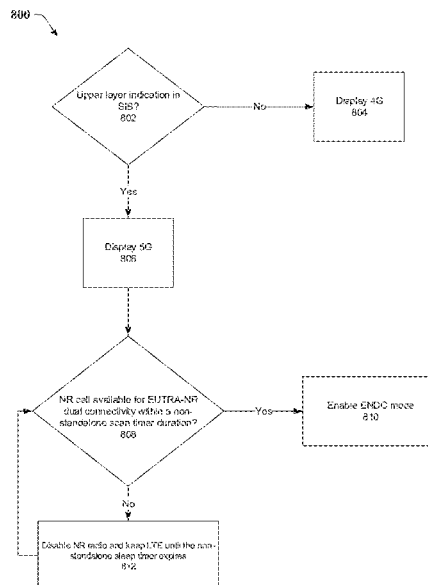 800
Upper layer indication in
SIS?
802
No
Display 4G
804
Yes
Display 5G
806
NR cell available for EUTRA-NR
dual connectivity within a non-
standalone scan timer duration?
808
Yes
Enable ENDC mode
810
No
Disable NR radio and keep LTE until the non-
standalone sleep timer expires
812